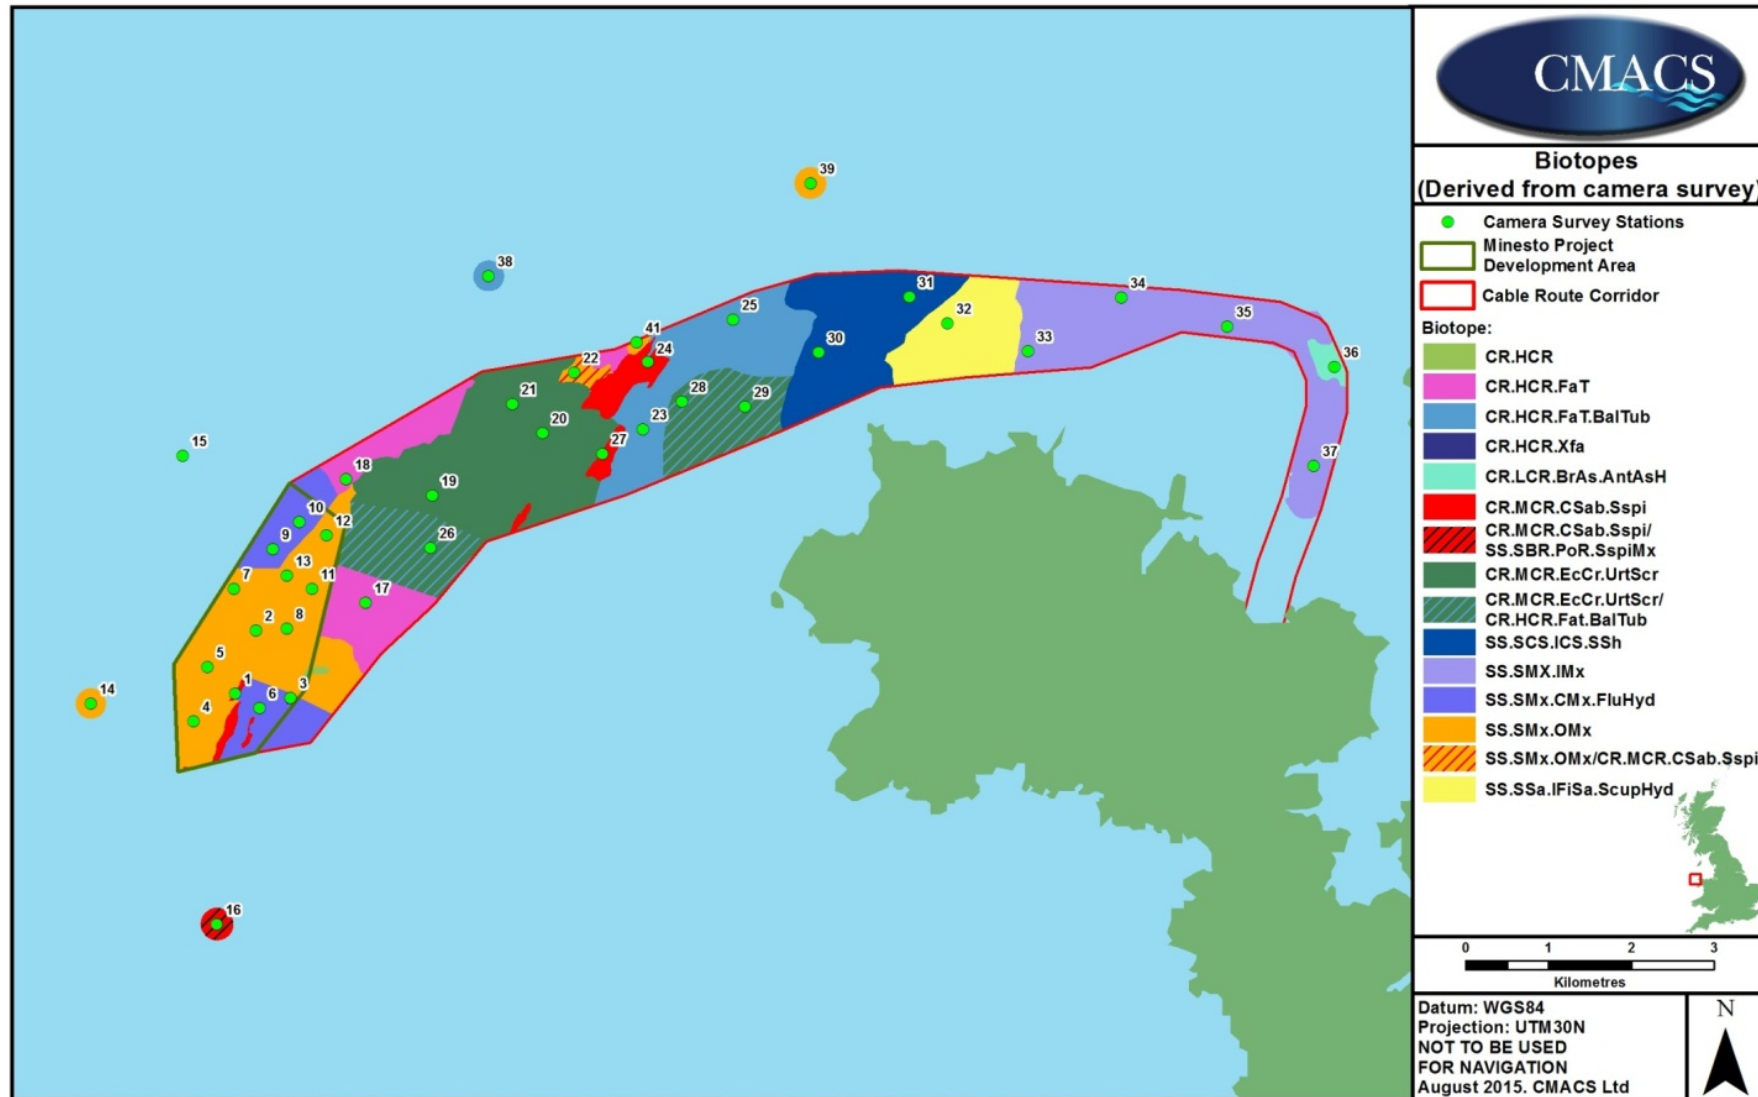 CMACS
Biotopes
(Derived from camera survey)
Camera Survey Stations
Minesto Project
Development Area
Cable Route Corridor
Biotope:
CR.HCR
CR.HCR.FaT
CR.HCR.FaT.BalTub
CR.HCR.Xfa
CR.LCR.BrAs.AntAsH
CR.MCR.CSab.Sspi
CR.MCR.CSab.Sspi/
SS.SBR.PoR.SspiMx
CR.MCR.EcCr.UrtScr
CR.MCR.EcCr.UrtScr/
CR.HCR.Fat.BalTub
SS.SCS.ICS.SSh
SS.SMX.IMx
SS.SMx.CMx.FluHyd
SS.SMx.OMx
SS.SMx.OMx/CR.MCR.CSab.Sspi
SS.SSa.IFiSa.ScupHyd
0 1 2 3
Kilometres
Datum: WGS84
Projection: UTM30N
NOT TO BE USED
FOR NAVIGATION
August 2015. CMACS Ltd
N
39
38
31
34
25
32
35
41
30
33
24
36
22
28
29
21
23
20
27
15
37
18
19
10
12
9
26
13
7
11
17
2
8
5
1
3
14
6
4
16